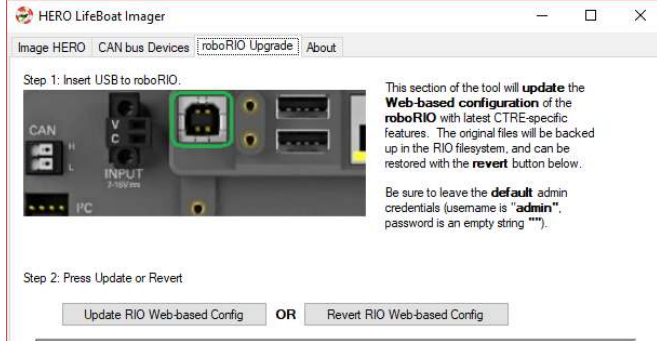 HERO LifeBoat Imager
Image HERO CAN bus Devices roboRIO Upgrade About
Step 1: Insert USB to roboRIO.
CAN
H
L
V
C
INPUT
7-16V
I²C
This section of the tool will update the
Web-based configuration of the
roboRIO with latest CTRE-specific
features. The original files will be backed
up in the RIO filesystem, and can be
restored with the revert button below.
Be sure to leave the default admin
credentials (username is "admin",
password is an empty string "").
Step 2: Press Update or Revert
Update RIO Web-based Config OR Revert RIO Web-based Config